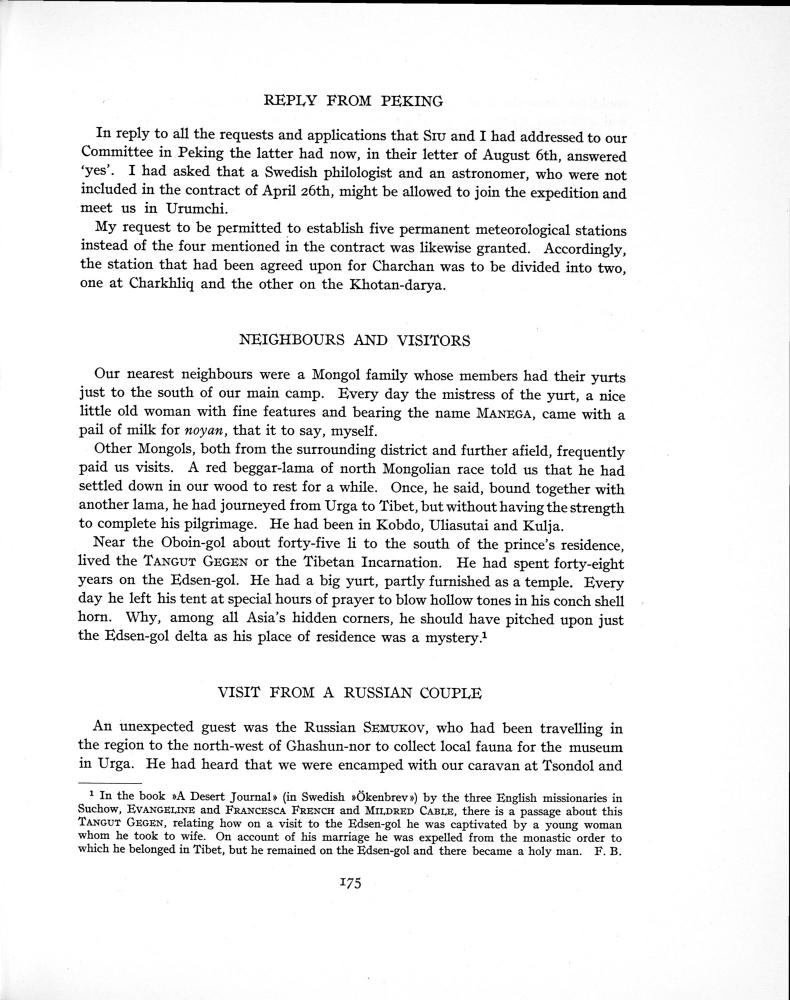 REPLY FROM PEKING
In reply to all the requests and applications that SIU and I had addressed to our
Committee in Peking the latter had now, in their letter of August 6th, answered
‘yes’. I had asked that a Swedish philologist and an astronomer, who were not
included in the contract of April 26th, might be allowed to join the expedition and
meet us in Urumchi.
My request to be permitted to establish five permanent meteorological stations
instead of the four mentioned in the contract was likewise granted. Accordingly,
the station that had been agreed upon for Charchan was to be divided into two,
one at Charkhliq and the other on the Khotan-darya.
NEIGHBOURS AND VISITORS
Our nearest neighbours were a Mongol family whose members had their yurts
just to the south of our main camp. Every day the mistress of the yurt, a nice
little old woman with fine features and bearing the name MANEGA, came with a
pail of milk for noyan, that it to say, myself.
Other Mongols, both from the surrounding district and further afield, frequently
paid us visits. A red beggar-lama of north Mongolian race told us that he had
settled down in our wood to rest for a while. Once, he said, bound together with
another lama, he had journeyed from Urga to Tibet, but without having the strength
to complete his pilgrimage. He had been in Kobdo, Uliasutai and Kulja.
Near the Oboin-gol about forty-five li to the south of the prince’s residence,
lived the TANGUT GEGEN or the Tibetan Incarnation. He had spent forty-eight
years on the Edsen-gol. He had a big yurt, partly furnished as a temple. Every
day he left his tent at special hours of prayer to blow hollow tones in his conch shell
horn. Why, among all Asia’s hidden corners, he should have pitched upon just
the Edsen-gol delta as his place of residence was a mystery.¹
VISIT FROM A RUSSIAN COUPLE
An unexpected guest was the Russian SEMUKOV, who had been travelling in
the region to the north-west of Ghashun-nor to collect local fauna for the museum
in Urga. He had heard that we were encamped with our caravan at Tsondol and
¹ In the book »A Desert Journal» (in Swedish »Ökenbrev») by the three English missionaries in
Suchow, EVANGELINE and FRANCESCA FRENCH and MILDRED CABLE, there is a passage about this
TANGUT GEGEN, relating how on a visit to the Edsen-gol he was captivated by a young woman
whom he took to wife. On account of his marriage he was expelled from the monastic order to
which he belonged in Tibet, but he remained on the Edsen-gol and there became a holy man. F. B.
175